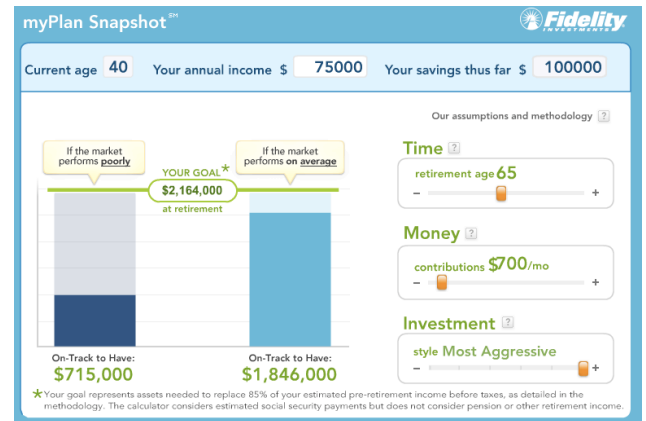 myPlan Snapshot℠
Fidelity
INVESTMENTS
Current age 40 Your annual income $ 75000 Your savings thus far $ 100000
Our assumptions and methodology ?
If the market
performs poorly
If the market
performs on average
YOUR GOAL*
$2,164,000
at retirement
On-Track to Have:
$715,000
On-Track to Have:
$1,846,000
Time ?
retirement age 65
- +
Money ?
contributions $700/mo
- +
Investment ?
style Most Aggressive
- +
*Your goal represents assets needed to replace 85% of your estimated pre-retirement income before taxes, as detailed in the
methodology. The calculator considers estimated social security payments but does not consider pension or other retirement income.